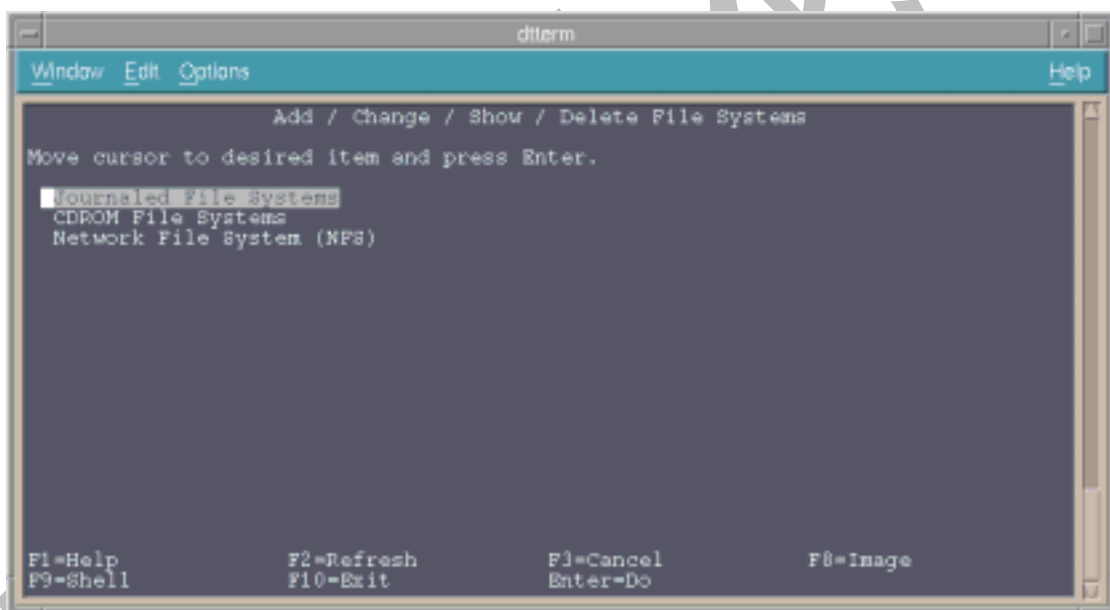 dtterm
Window Edit Options Help
Add / Change / Show / Delete File Systems
Move cursor to desired item and press Enter.
Journaled File Systems
CDROM File Systems
Network File System (NFS)
F1=Help F2=Refresh F3=Cancel F8=Image
F9=Shell F10=Exit Enter=Do